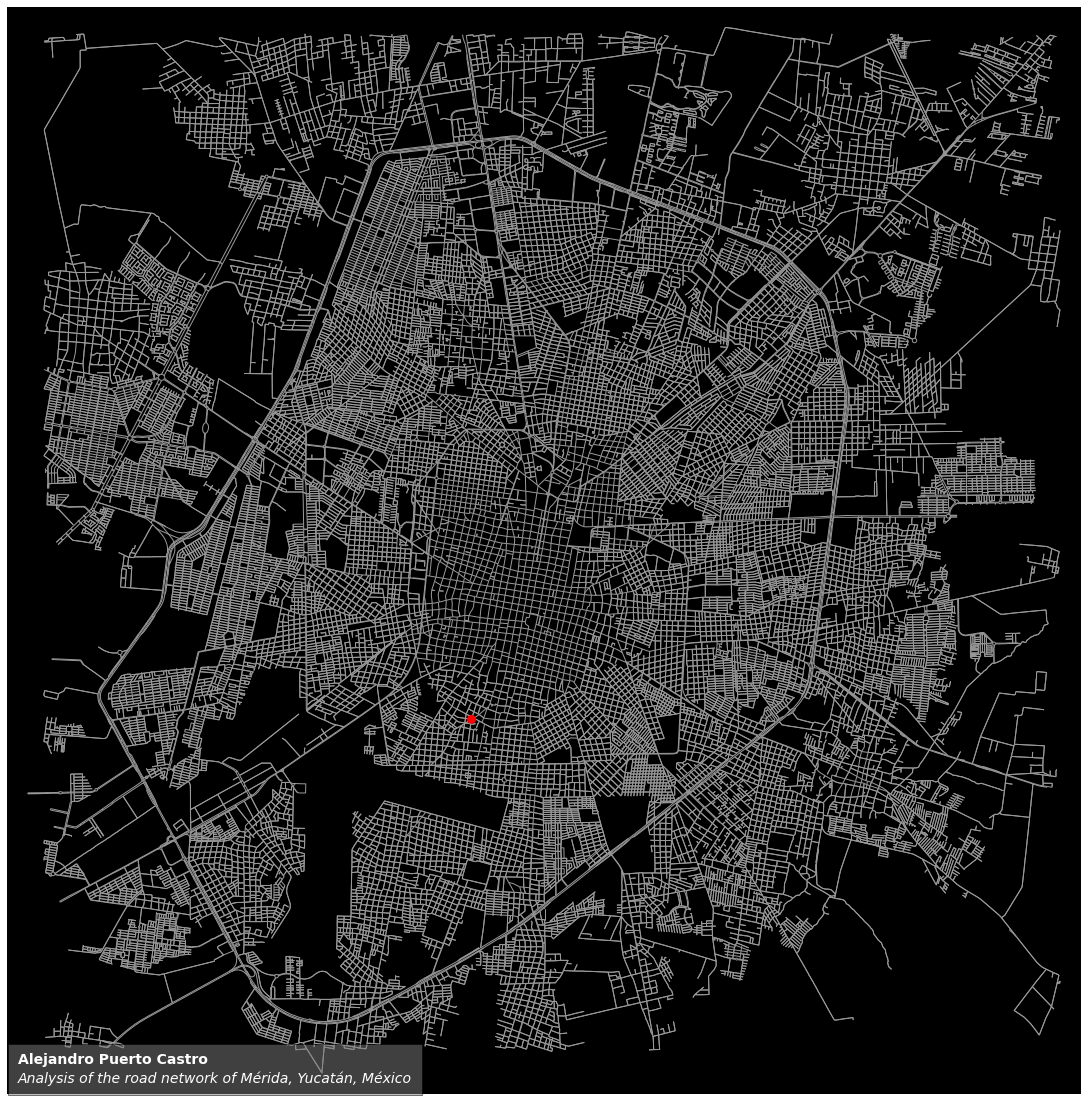 Alejandro Puerto Castro
Analysis of the road network of Mérida, Yucatán, México